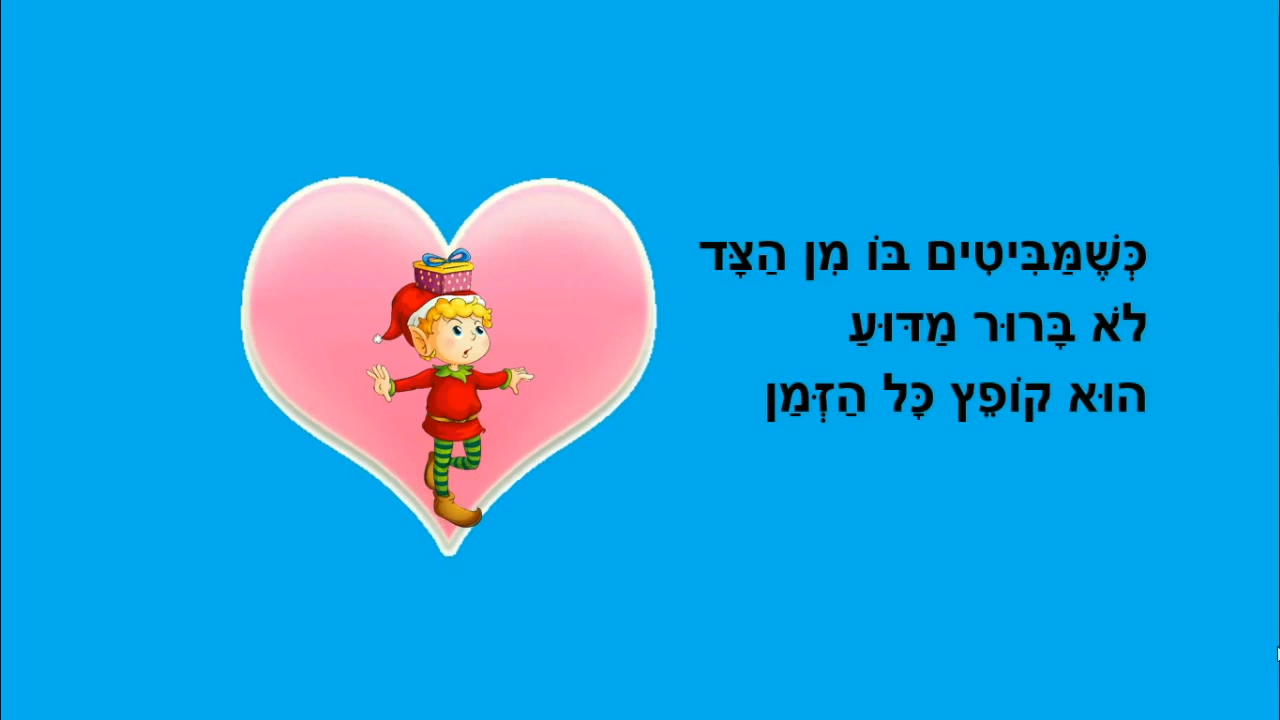 כְּשֶׁמַּבִּיטִים בּוֹ מִן הַצָּד
לֹא בָּרוּר מַדּוּעַ
הוּא קוֹפֵץ כָּל הַזְּמַן